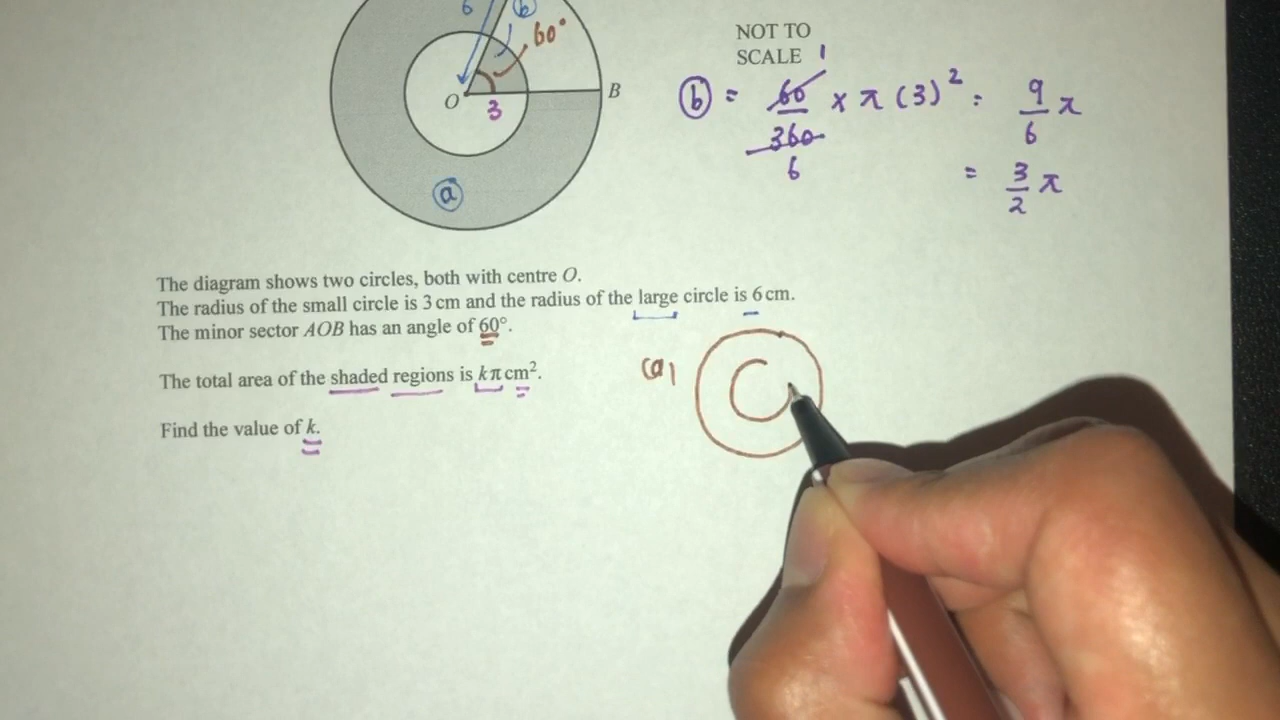 6
b
60°
O
3
B
a
NOT TO
SCALE
1
b = 60/360 × π (3)² = 9/6 π
6
= 3/2 π
The diagram shows two circles, both with centre O.
The radius of the small circle is 3 cm and the radius of the large circle is 6 cm.
The minor sector AOB has an angle of 60°.
The total area of the shaded regions is kπ cm².
Find the value of k.
(a)